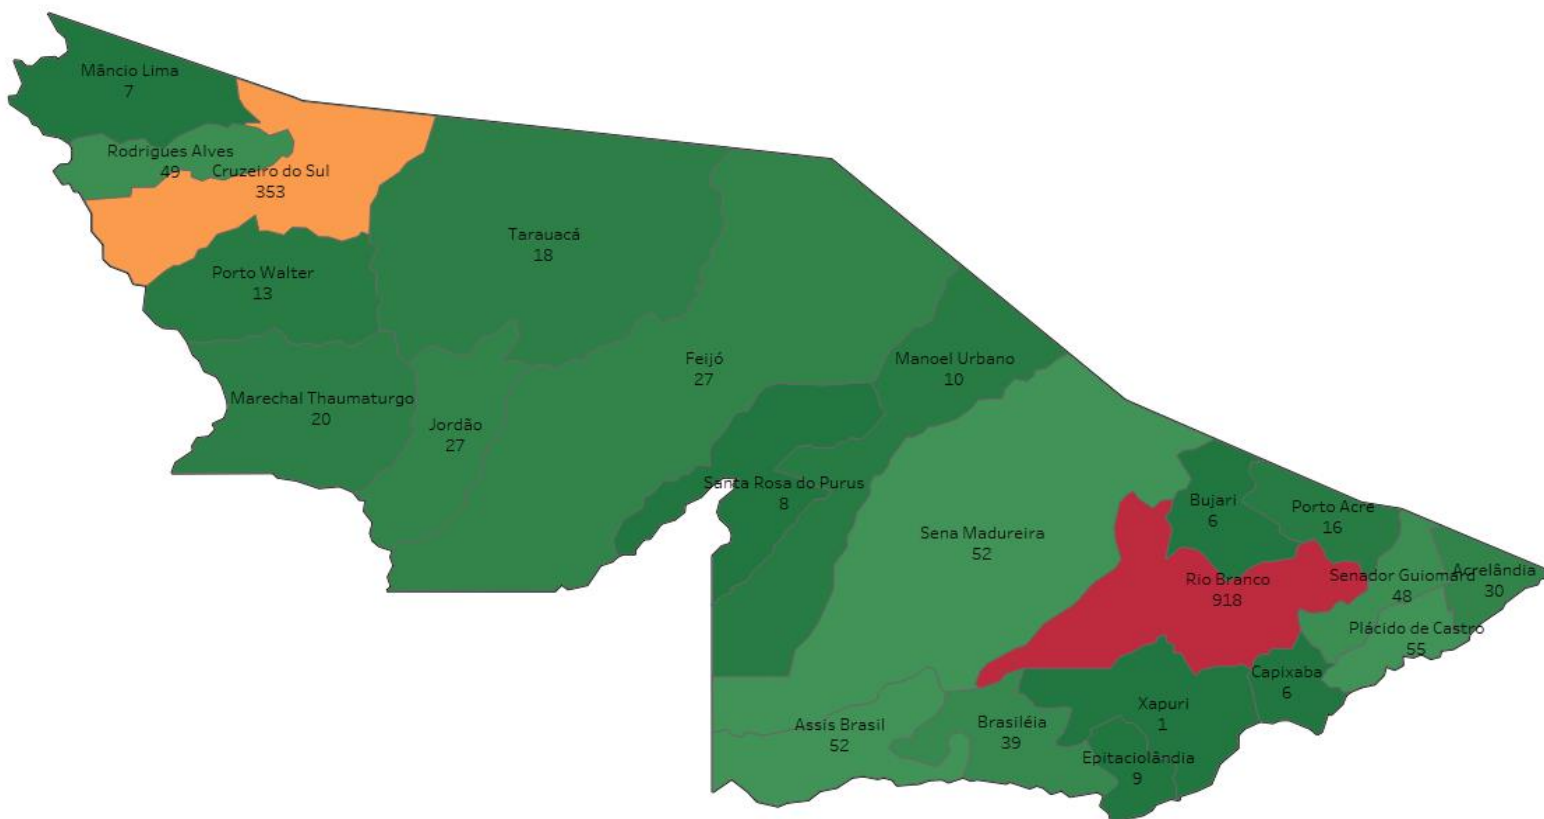 Mâncio Lima
7
Rodrigues Alves
49
Cruzeiro do Sul
353
Tarauacá
18
Porto Walter
13
Feijó
27
Manoel Urbano
10
Marechal Thaumaturgo
20
Jordão
27
Santa Rosa do Purus
8
Sena Madureira
52
Bujari
6
Porto Acre
16
Rio Branco
918
Senador Guiomard
48
Acrelândia
30
Plácido de Castro
55
Capixaba
6
Xapuri
1
Assis Brasil
52
Brasiléia
39
Epitaciolândia
9